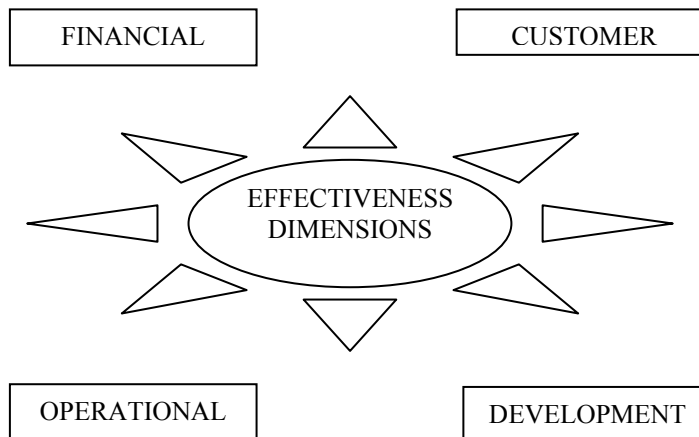 FINANCIAL
CUSTOMER
EFFECTIVENESS
DIMENSIONS
OPERATIONAL
DEVELOPMENT